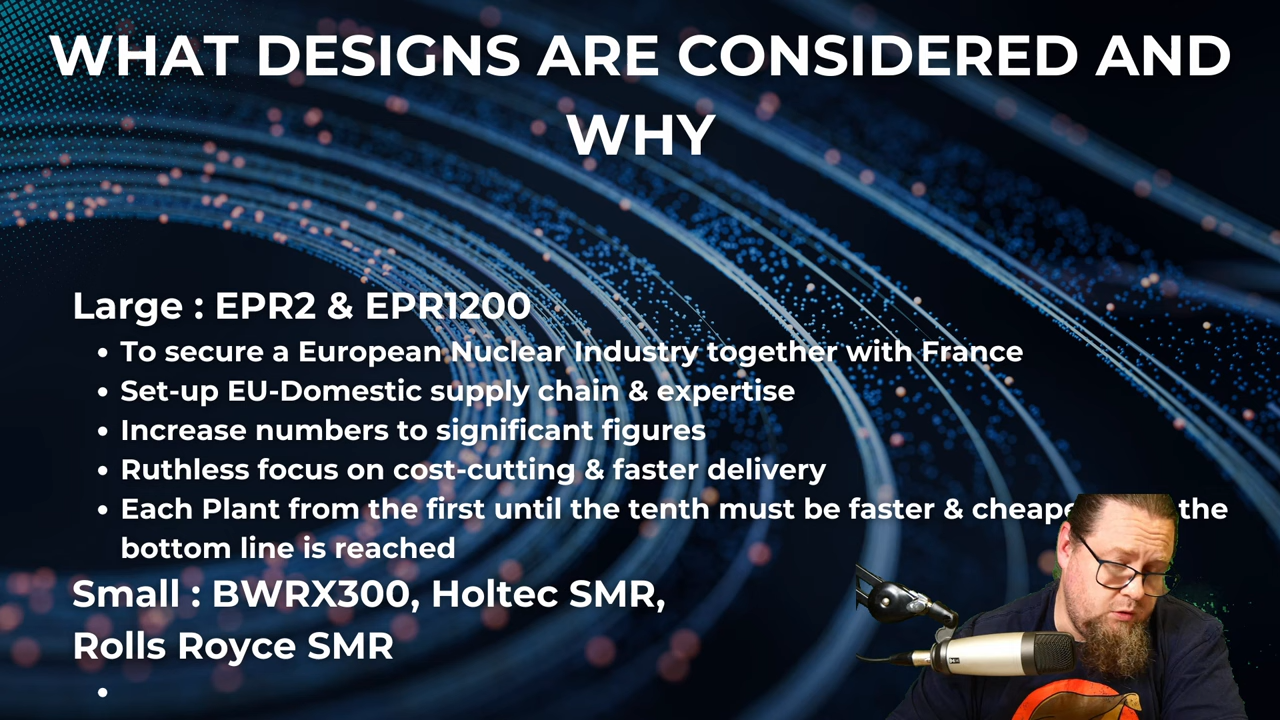 WHAT DESIGNS ARE CONSIDERED AND
WHY
Large : EPR2 & EPR1200
• To secure a European Nuclear Industry together with France
• Set-up EU-Domestic supply chain & expertise
• Increase numbers to significant figures
• Ruthless focus on cost-cutting & faster delivery
• Each Plant from the first until the tenth must be faster & the
bottom line is reached
Small : BWRX300, Holtec SMR,
Rolls Royce SMR
•